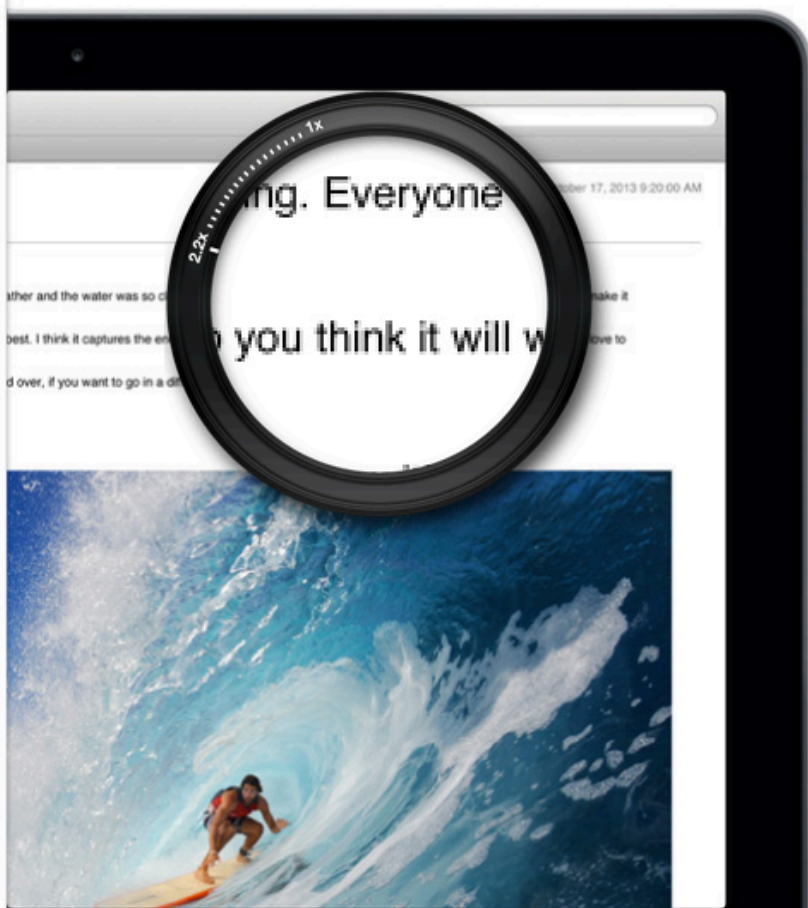 1x
2.2x
ing. Everyone
tober 17, 2013 9:20:00 AM
ather and the water was so cl
make it
you think it will w
best. I think it captures the en
love to
d over, if you want to go in a dif